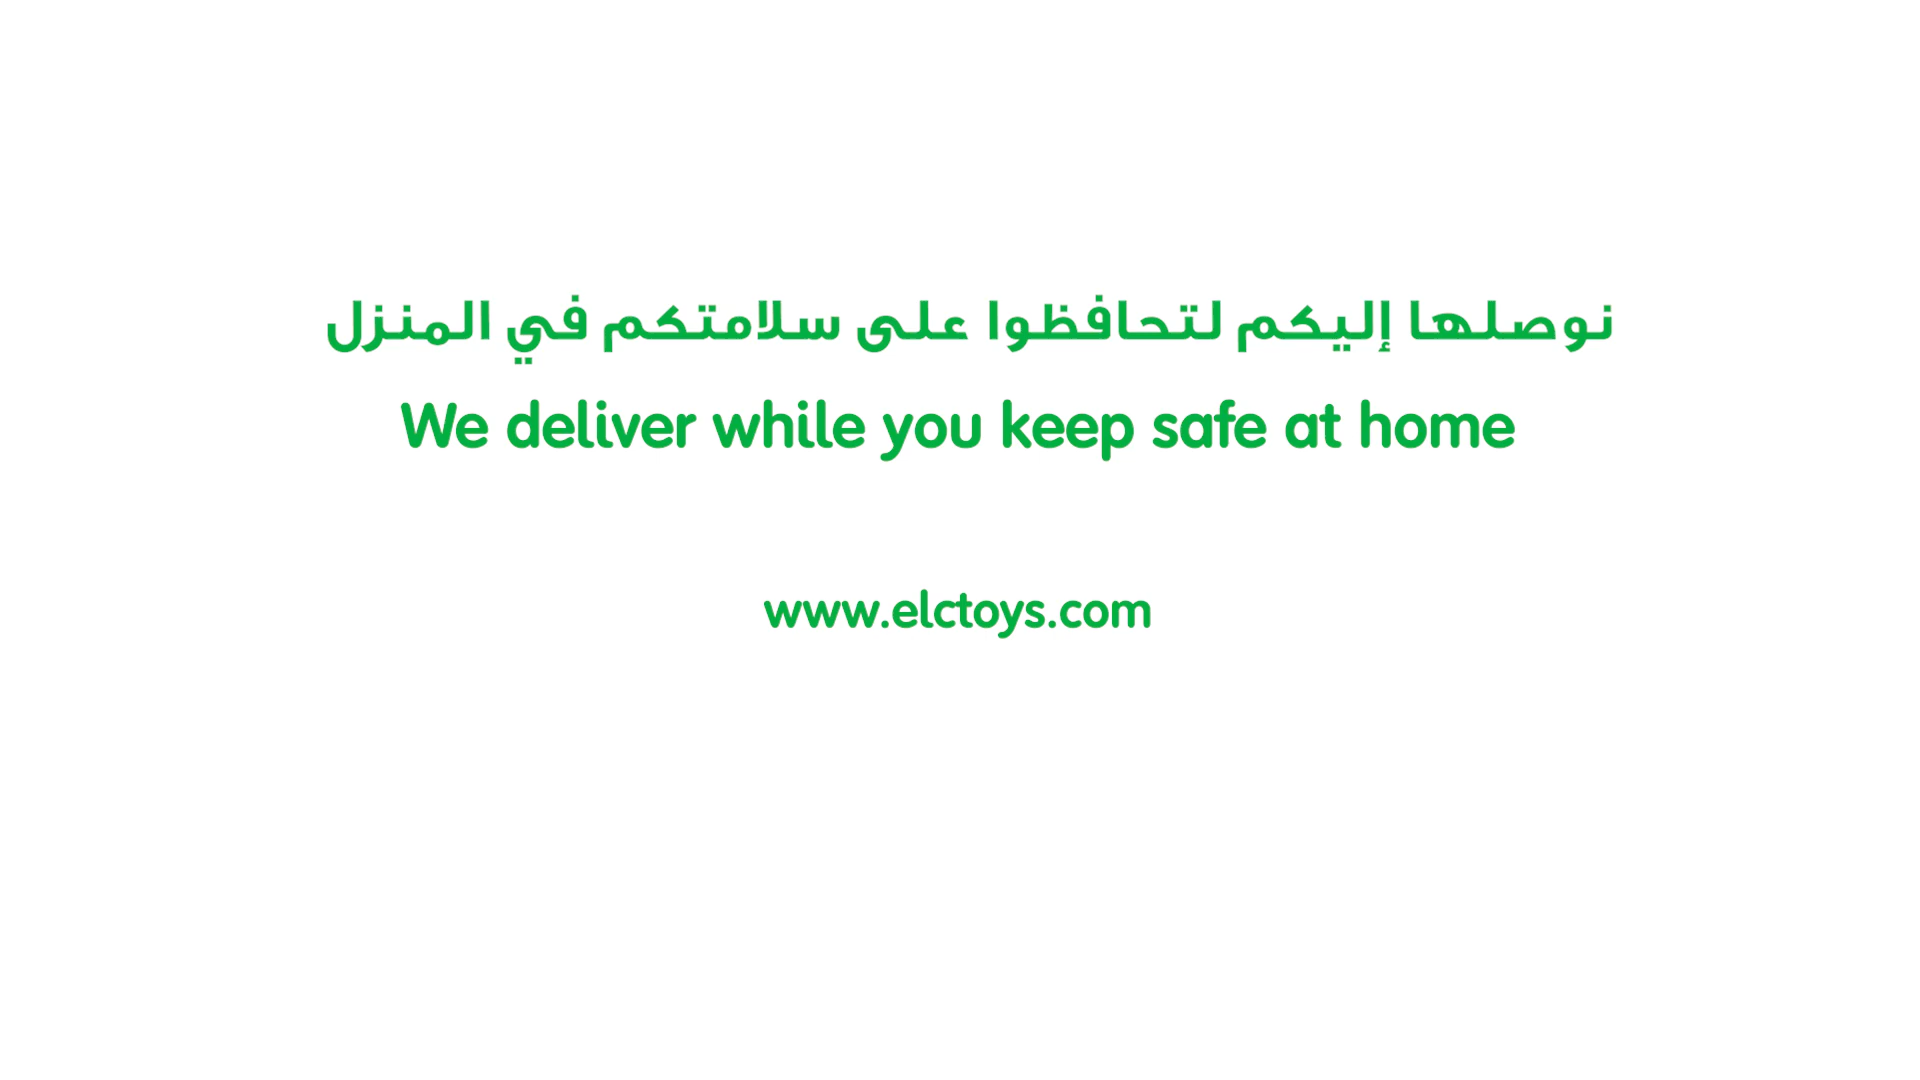 نوصلها إليكم لتحافظوا على سلامتكم في المنزل
We deliver while you keep safe at home
www.elctoys.com